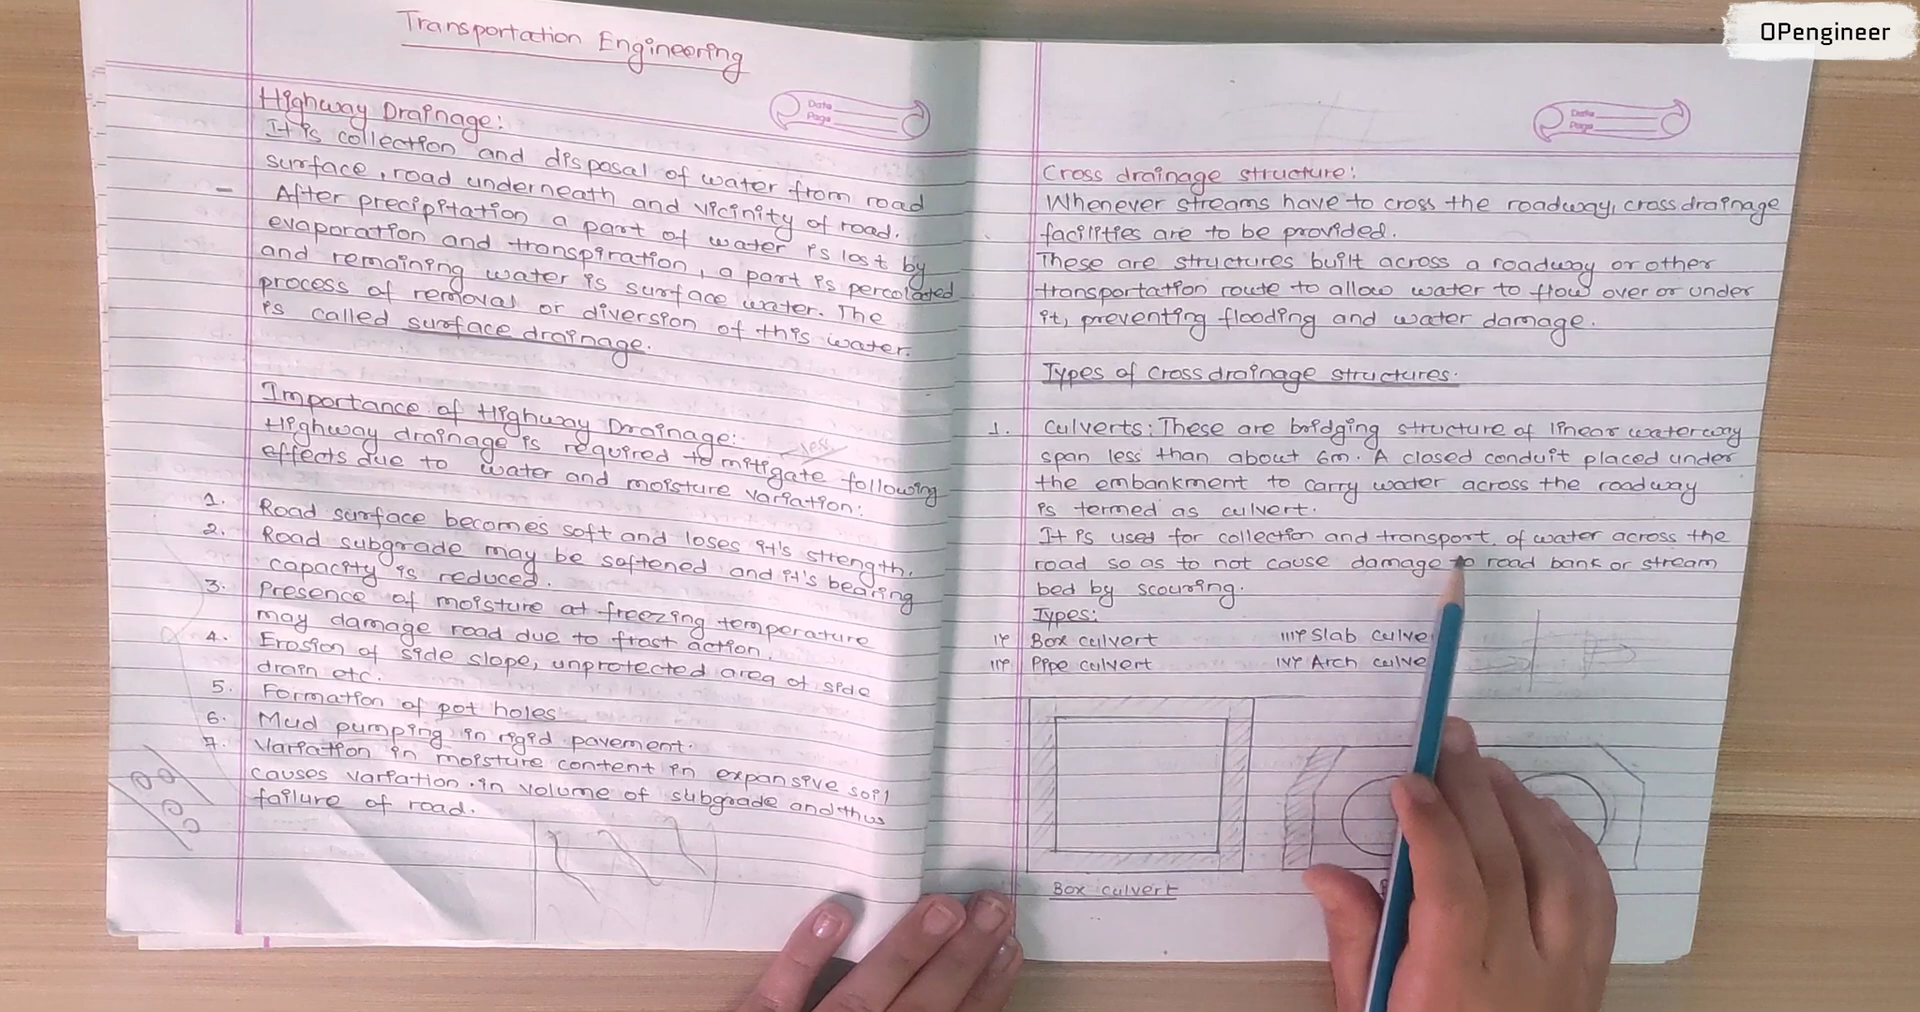 OPengineer
Transportation Engineering
Date
Page
Highway Drainage:
It is collection and disposal of water from road
surface, road underneath and vicinity of road.
- After precipitation a part of water is lost by
evaporation and transpiration, a part is percolated
and remaining water is surface water. The
process of removal or diversion of this water.
is called surface drainage.
Importance of Highway Drainage:
Highway drainage is required to mitigate following
effects due to water and moisture variation:
1. Road surface becomes soft and loses it's strength.
2. Road subgrade may be softened and it's bearing
capacity is reduced.
3. Presence of moisture at freezing temperature
may damage road due to frost action.
4. Erosion of side slope, unprotected area of side
drain etc.
5. Formation of pot holes
6. Mud pumping in rigid pavement.
7. Variation in moisture content in expansive soil
causes variation in volume of subgrade and thus
failure of road.
Date
Page
Cross drainage structure:
Whenever streams have to cross the roadway, cross drainage
facilities are to be provided.
These are structures built across a roadway or other
transportation route to allow water to flow over or under
it, preventing flooding and water damage.
Types of cross drainage structures.
1. Culverts: These are bridging structure of linear waterway
span less than about 6m. A closed conduit placed under
the embankment to carry water across the roadway
is termed as culvert.
It is used for collection and transport of water across the
road so as to not cause damage to road bank or stream
bed by scouring.
Types:
i) Box culvert iii) Slab culve
ii) Pipe culvert iv) Arch culve
Box culvert